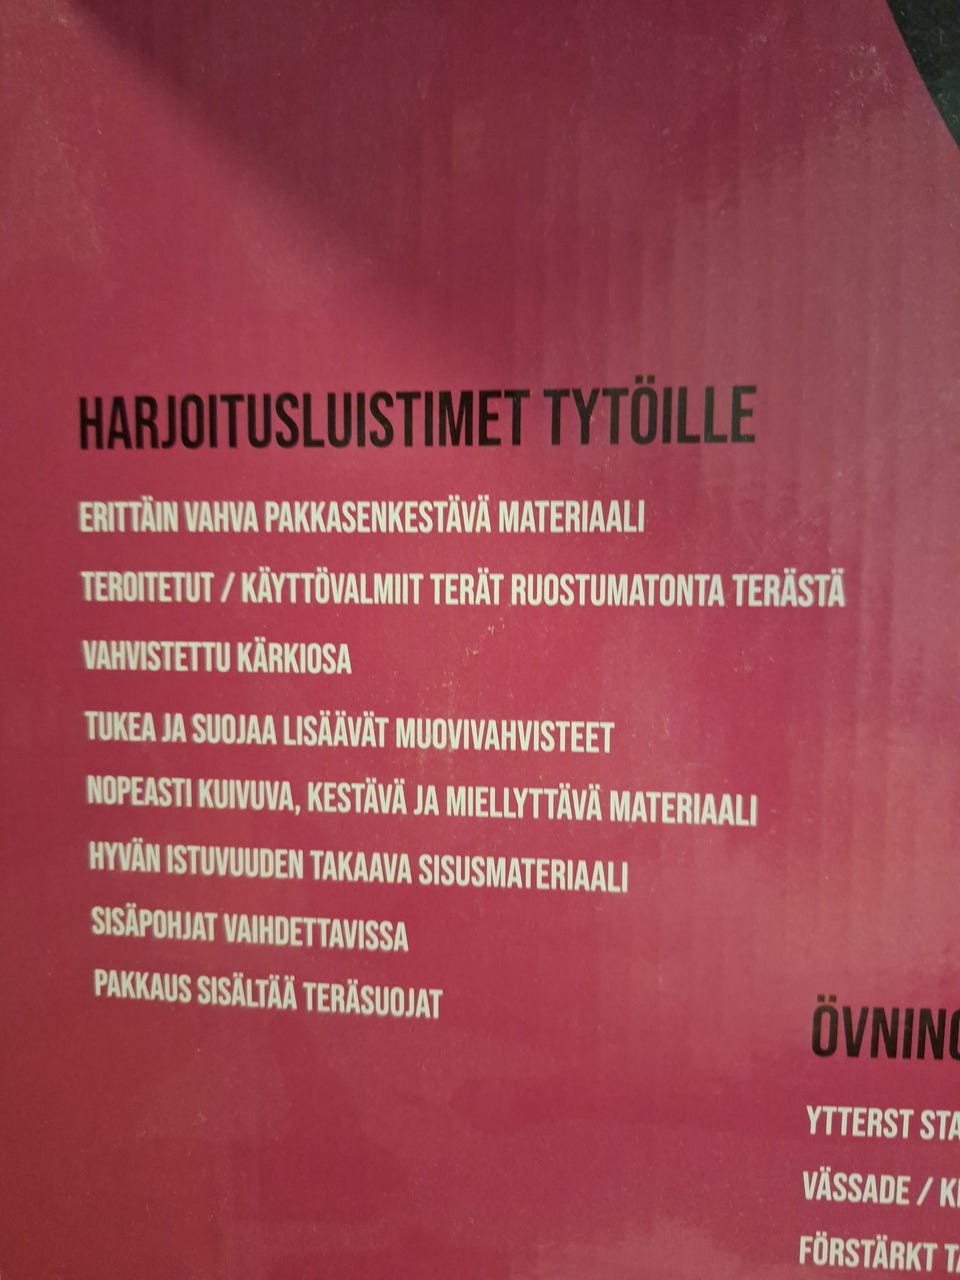 HARJOITUSLUISTIMET TYTÖILLE
ERITTÄIN VAHVA PAKKASENKESTÄVÄ MATERIAALI
TEROITETUT / KÄYTTÖVALMIIT TERÄT RUOSTUMATONTA TERÄSTÄ
VAHVISTETTU KÄRKIOSA
TUKEA JA SUOJAA LISÄÄVÄT MUOVIVAHVISTEET
NOPEASTI KUIVUVA, KESTÄVÄ JA MIELLYTTÄVÄ MATERIAALI
HYVÄN ISTUVUUDEN TAKAAVA SISUSMATERIAALI
SISÄPOHJAT VAIHDETTAVISSA
PAKKAUS SISÄLTÄÄ TERÄSUOJAT
YTTERST
VÄSSADE /
FÖRSTÄRKT